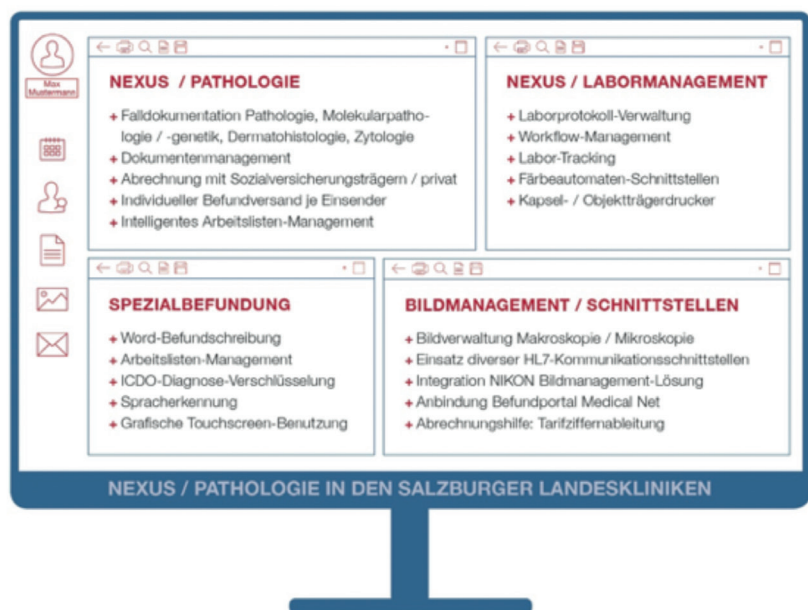 Max
Mustermann
NEXUS / PATHOLOGIE
+ Falldokumentation Pathologie, Molekularpatho-
logie / -genetik, Dermatohistologie, Zytologie
+ Dokumentenmanagement
+ Abrechnung mit Sozialversicherungsträgern / privat
+ Individueller Befundversand je Einsender
+ Intelligentes Arbeitslisten-Management
NEXUS / LABORMANAGEMENT
+ Laborprotokoll-Verwaltung
+ Workflow-Management
+ Labor-Tracking
+ Färbeautomaten-Schnittstellen
+ Kapsel- / Objektträgerdrucker
SPEZIALBEFUNDUNG
+ Word-Befundschreibung
+ Arbeitslisten-Management
+ ICDO-Diagnose-Verschlüsselung
+ Spracherkennung
+ Grafische Touchscreen-Benutzung
BILDMANAGEMENT / SCHNITTSTELLEN
+ Bildverwaltung Makroskopie / Mikroskopie
+ Einsatz diverser HL7-Kommunikationsschnittstellen
+ Integration NIKON Bildmanagement-Lösung
+ Anbindung Befundportal Medical Net
+ Abrechnungshilfe: Tarifziffernableitung
NEXUS / PATHOLOGIE IN DEN SALZBURGER LANDESKLINIKEN